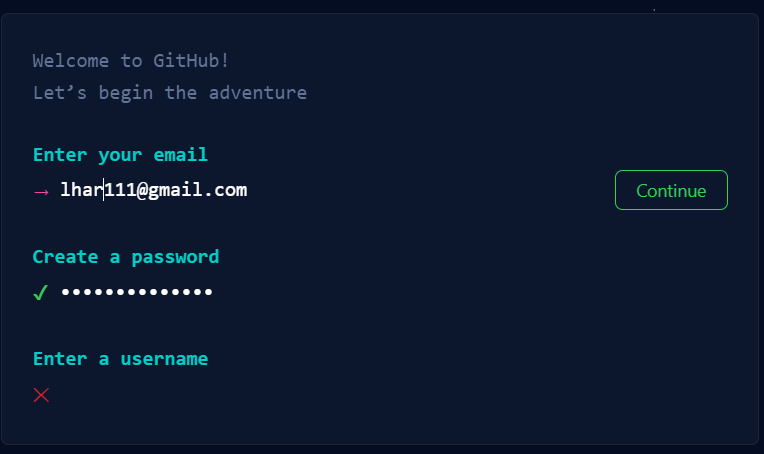 Welcome to GitHub!
Let’s begin the adventure
Enter your email
→ lhar111@gmail.com
Continue
Create a password
✓ ••••••••••••••
Enter a username